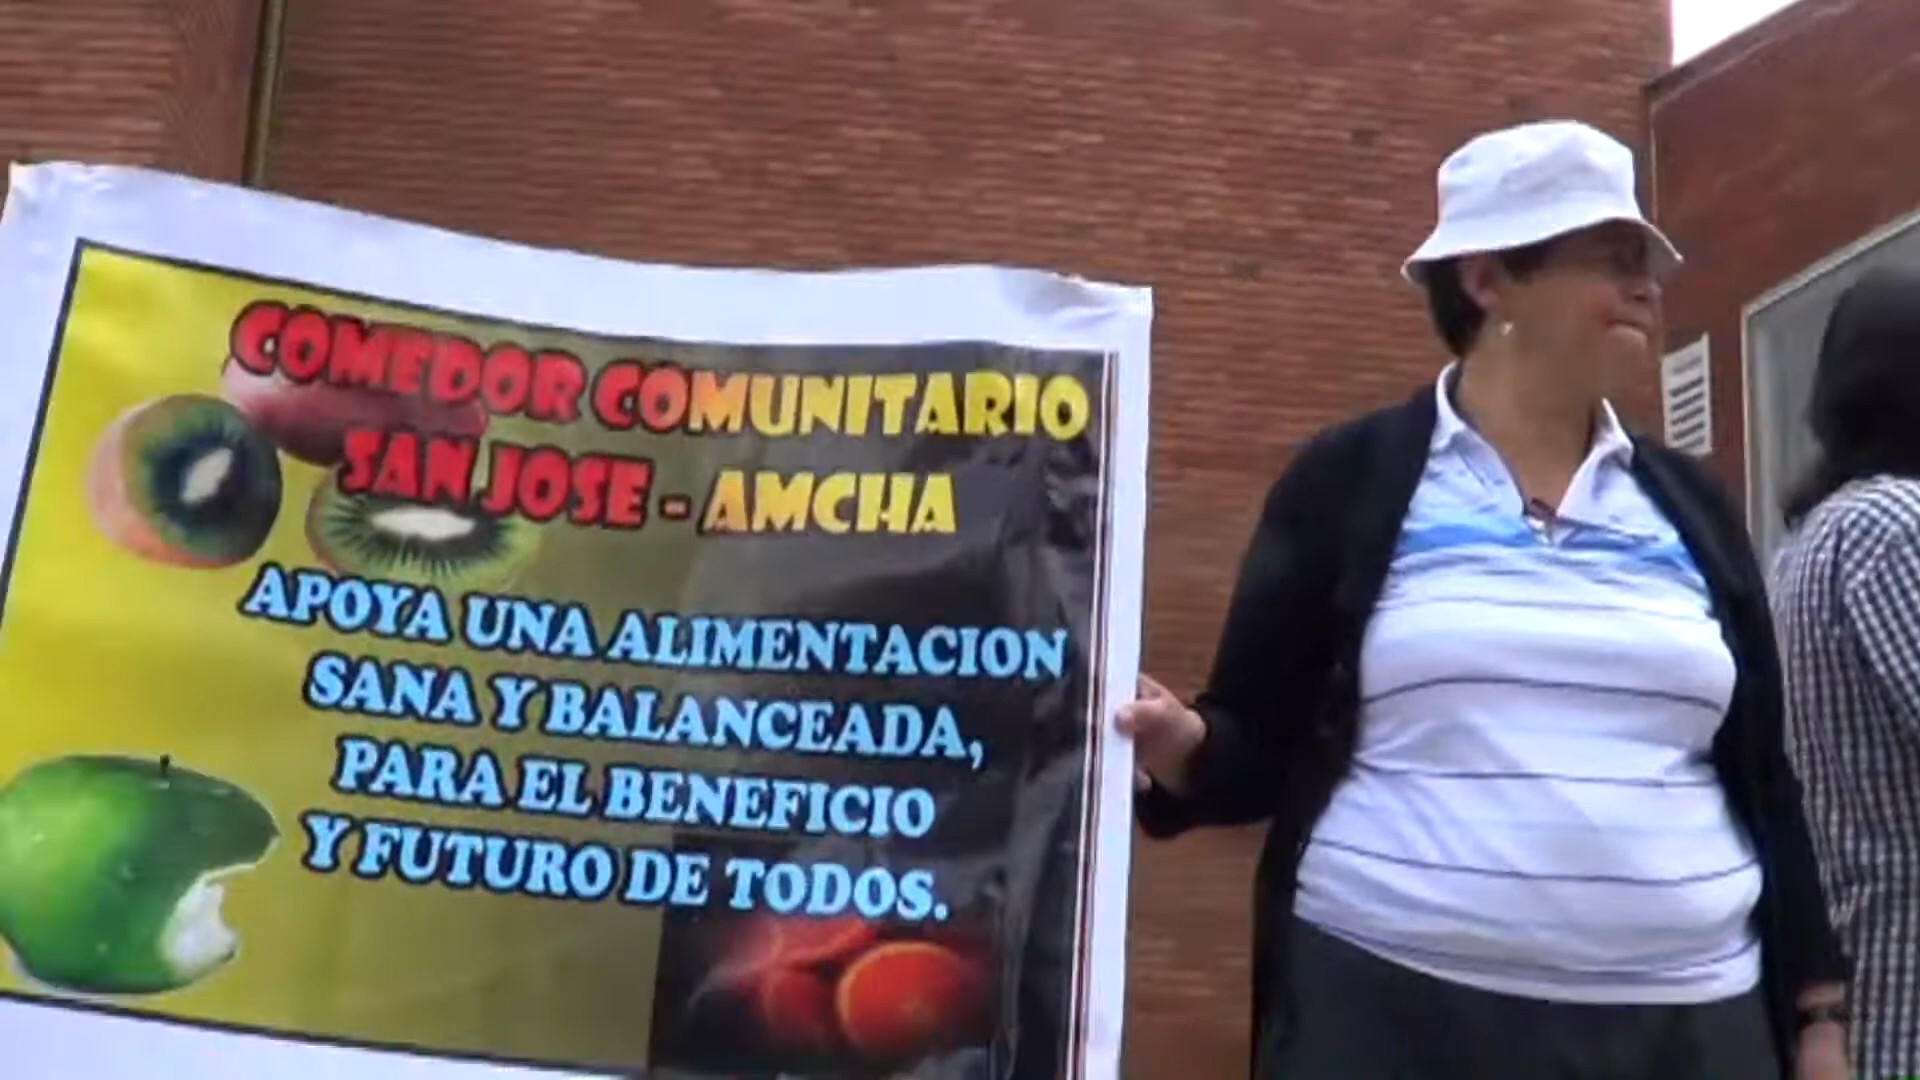 COMEDOR COMUNITARIO
SAN JOSE - AMCHA
APOYA UNA ALIMENTACION
SANA Y BALANCEADA,
PARA EL BENEFICIO
Y FUTURO DE TODOS.